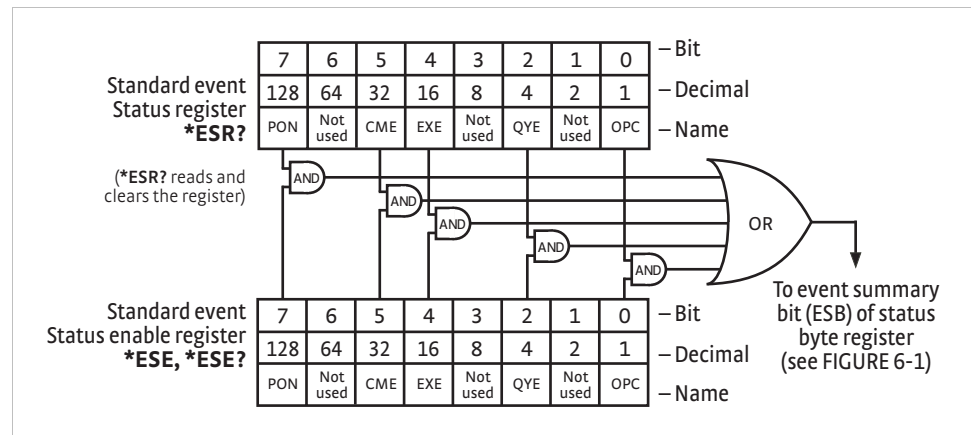 7 6 5 4 3 2 1 0 – Bit
128 64 32 16 8 4 2 1 – Decimal
PON Not used CME EXE Not used QYE Not used OPC – Name
Standard event
Status register
*ESR?
(*ESR? reads and
clears the register)
AND
AND
AND
AND
AND
OR
To event summary
bit (ESB) of status
byte register
(see FIGURE 6-1)
Standard event
Status enable register
*ESE, *ESE?
7 6 5 4 3 2 1 0 – Bit
128 64 32 16 8 4 2 1 – Decimal
PON Not used CME EXE Not used QYE Not used OPC – Name